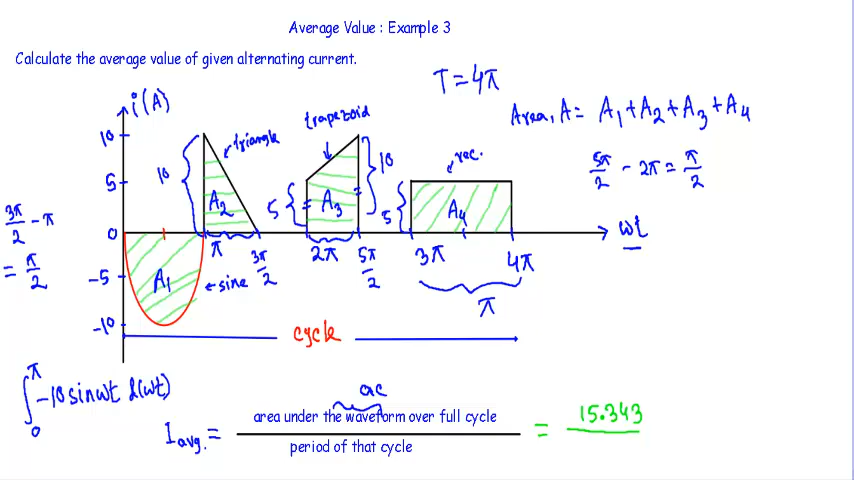 Average Value : Example 3
Calculate the average value of given alternating current.
T = 4π
i(A)
Area, A = A1 + A2 + A3 + A4
trapezoid
triangle
rec.
5π/2 - 2π = π/2
10
5
0
-5
-10
10
5
10
5
A1
A2
A3
A4
π
3π/2
2π
5π/2
3π
4π
ωt
3π/2 - π
= π/2
← sine
π
cycle
∫0^π -10 sinωt d(ωt)
ac
Iavg. = area under the waveform over full cycle / period of that cycle = 15.343